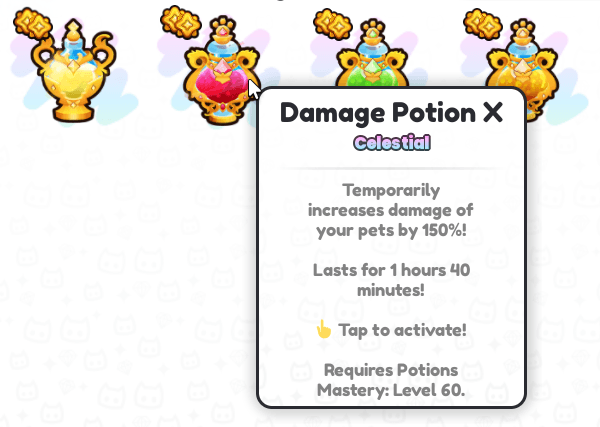 Damage Potion X
Celestial
Temporarily
increases damage of
your pets by 150%!
Lasts for 1 hours 40
minutes!
Tap to activate!
Requires Potions
Mastery: Level 60.